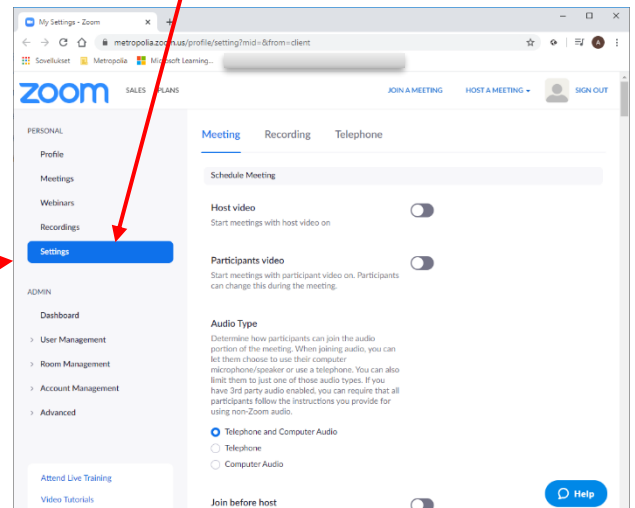 My Settings - Zoom
metropolia.zoom.us/profile/setting?mid=&from=client
A
Sovellukset Metropolia Microsoft Learning...
zoom SALES PLANS JOIN A MEETING HOST A MEETING SIGN OUT
PERSONAL
Profile
Meetings
Webinars
Recordings
Settings
ADMIN
Dashboard
User Management
Room Management
Account Management
Advanced
Attend Live Training
Video Tutorials
Meeting Recording Telephone
Schedule Meeting
Host video
Start meetings with host video on
Participants video
Start meetings with participant video on. Participants
can change this during the meeting.
Audio Type
Determine how participants can join the audio
portion of the meeting. When joining audio, you can
let them choose to use their computer
microphone/speaker or use a telephone. You can also
limit them to just one of those audio types. If you
have 3rd party audio enabled, you can require that all
participants follow the instructions you provide for
using non-Zoom audio.
Telephone and Computer Audio
Telephone
Computer Audio
Join before host
Help